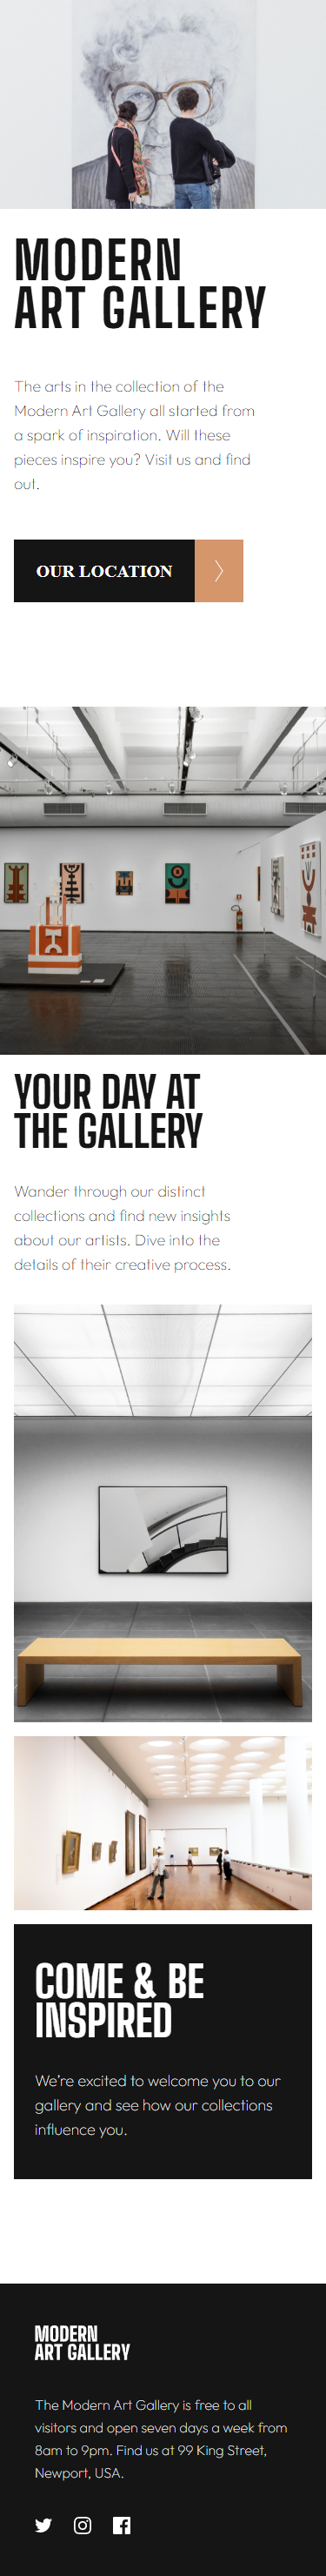 MODERN
ART GALLERY
The arts in the collection of the
Modern Art Gallery all started from
a spark of inspiration. Will these
pieces inspire you? Visit us and find
out.
OUR LOCATION
YOUR DAY AT
THE GALLERY
Wander through our distinct
collections and find new insights
about our artists. Dive into the
details of their creative process.
COME & BE
INSPIRED
We’re excited to welcome you to our
gallery and see how our collections
influence you.
MODERN
ART GALLERY
The Modern Art Gallery is free to all
visitors and open seven days a week from
8am to 9pm. Find us at 99 King Street,
Newport, USA.